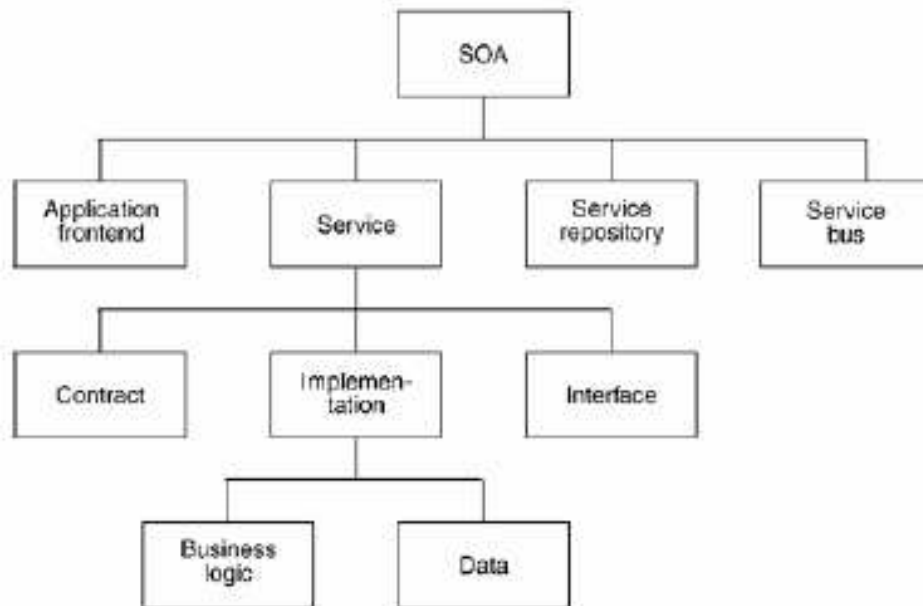 SOA
Application
frontend
Service
Service
repository
Service
bus
Contract
Implemen-
tation
Interface
Business
logic
Data